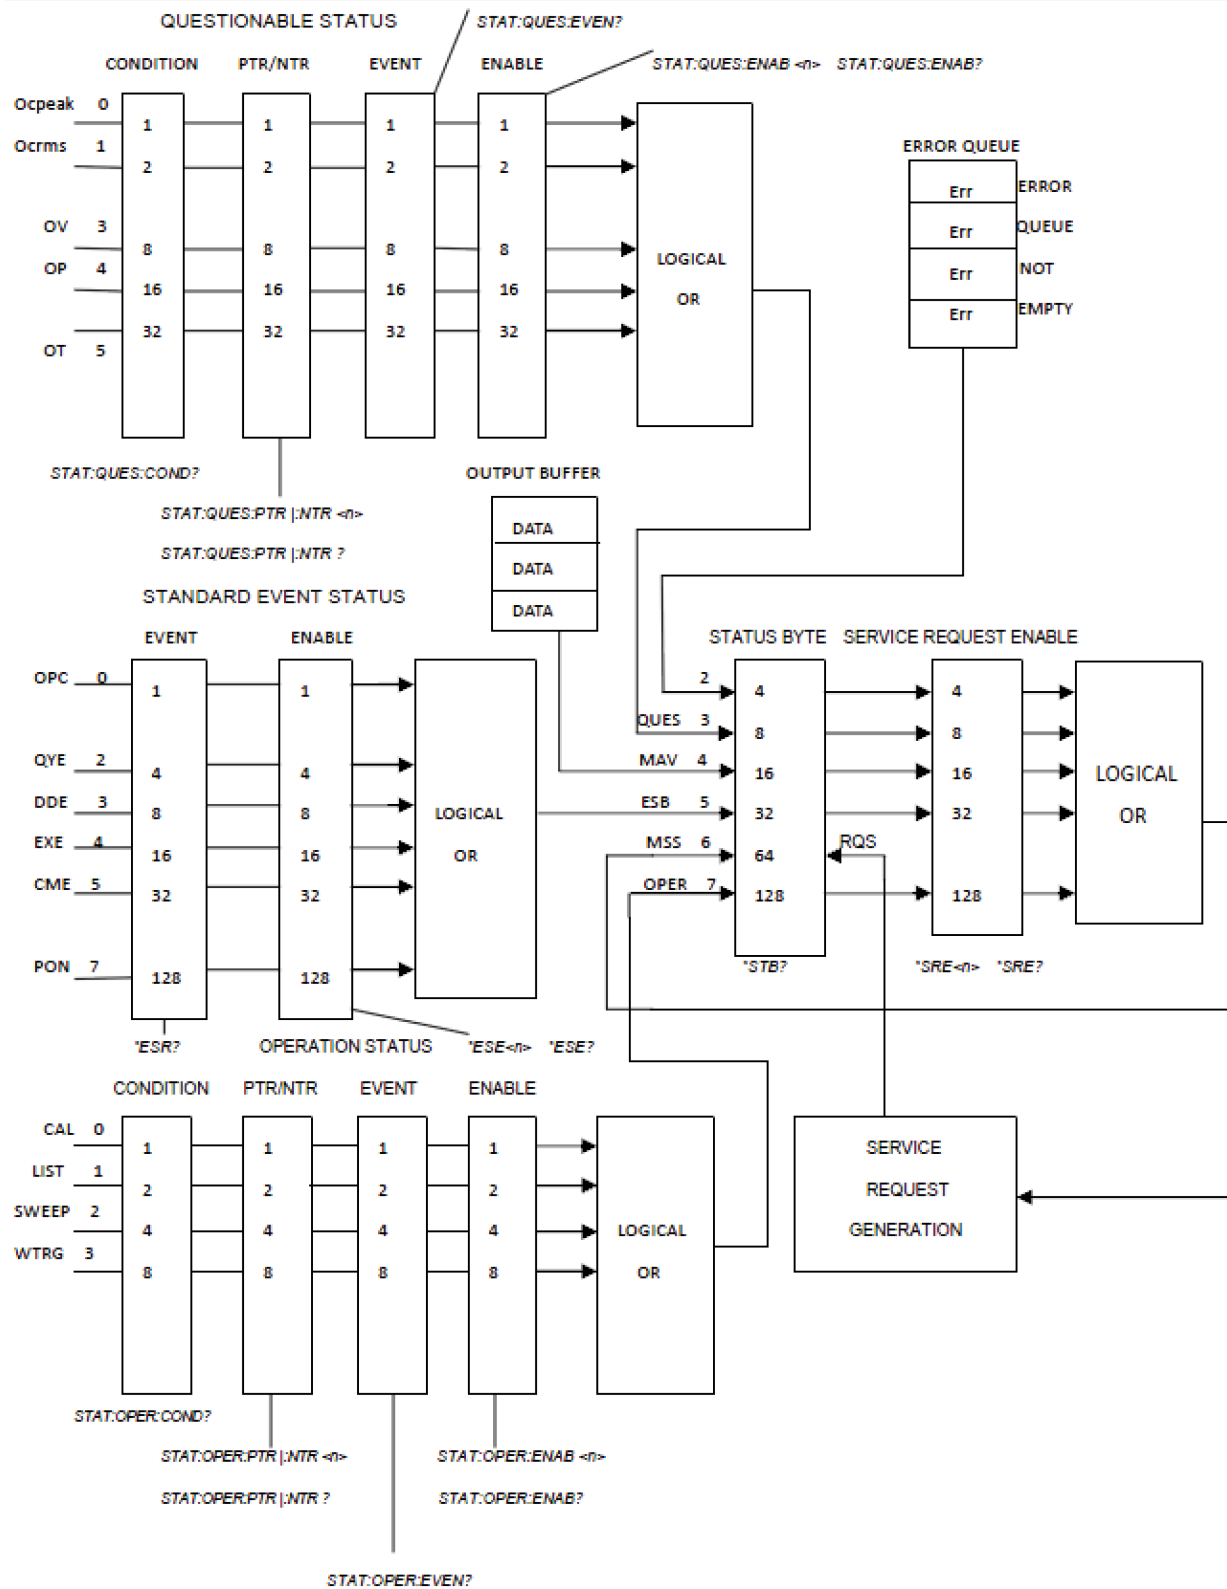 QUESTIONABLE STATUS
STAT:QUES:EVEN?
CONDITION PTR/NTR EVENT ENABLE
STAT:QUES:ENAB <n> STAT:QUES:ENAB?
Ocpeak 0
1 1 1 1
Ocrms 1
2 2 2 2
OV 3
8 8 8 8
OP 4
16 16 16 16
32 32 32 32
OT 5
LOGICAL
OR
ERROR QUEUE
Err ERROR
Err QUEUE
Err NOT
Err EMPTY
STAT:QUES:COND?
STAT:QUES:PTR |:NTR <n>
STAT:QUES:PTR |:NTR ?
OUTPUT BUFFER
DATA
DATA
DATA
STANDARD EVENT STATUS
EVENT ENABLE
OPC 0
1 1
QYE 2
4 4
DDE 3
8 8
EXE 4
16 16
CME 5
32 32
PON 7
128 128
LOGICAL
OR
*ESR?
*ESE<n> *ESE?
STATUS BYTE SERVICE REQUEST ENABLE
2 4 4
QUES 3 8 8
MAV 4 16 16
ESB 5 32 32
MSS 6 64 RQS
OPER 7 128 128
LOGICAL
OR
*STB?
*SRE<n> *SRE?
OPERATION STATUS
CONDITION PTR/NTR EVENT ENABLE
CAL 0
1 1 1 1
LIST 1
2 2 2 2
SWEEP 2
4 4 4 4
WTRG 3
8 8 8 8
LOGICAL
OR
SERVICE
REQUEST
GENERATION
STAT:OPER:COND?
STAT:OPER:PTR |:NTR <n>
STAT:OPER:PTR |:NTR ?
STAT:OPER:ENAB <n>
STAT:OPER:ENAB?
STAT:OPER:EVEN?